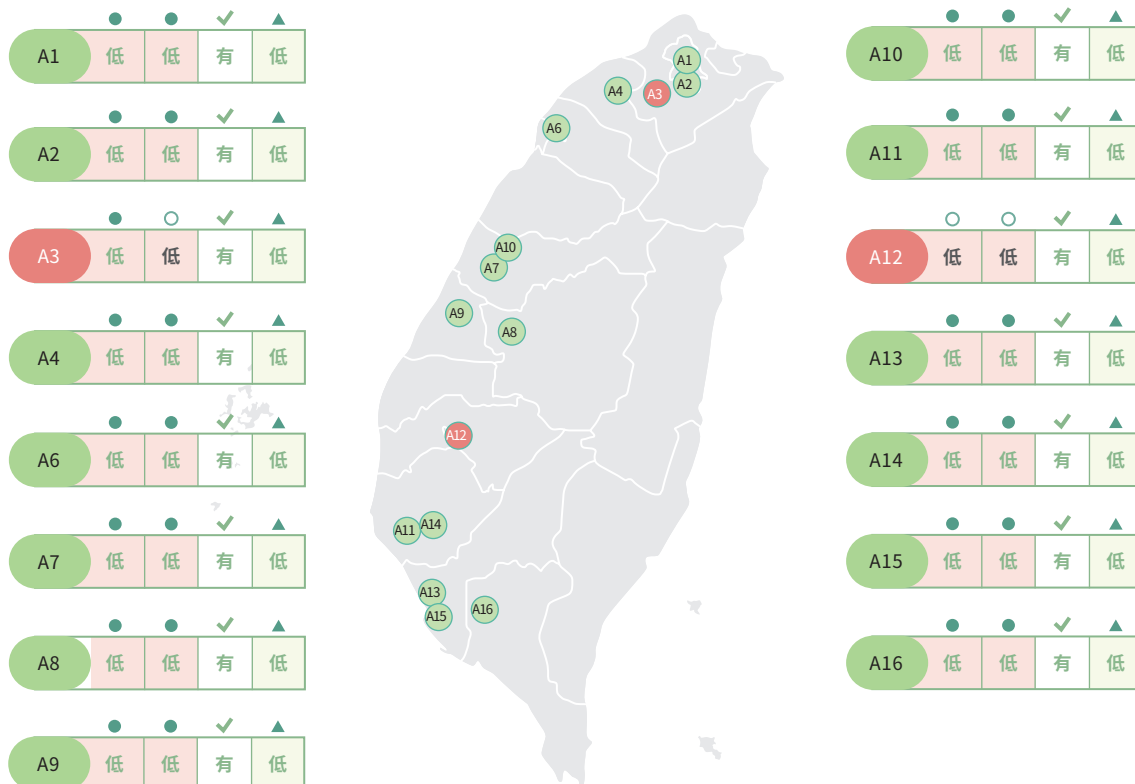 A1 低 低 有 低
A2 低 低 有 低
A3 低 低 有 低
A4 低 低 有 低
A6 低 低 有 低
A7 低 低 有 低
A8 低 低 有 低
A9 低 低 有 低
A1
A2
A3
A4
A6
A10
A7
A9
A8
A12
A14
A11
A13
A15
A16
A10 低 低 有 低
A11 低 低 有 低
A12 低 低 有 低
A13 低 低 有 低
A14 低 低 有 低
A15 低 低 有 低
A16 低 低 有 低